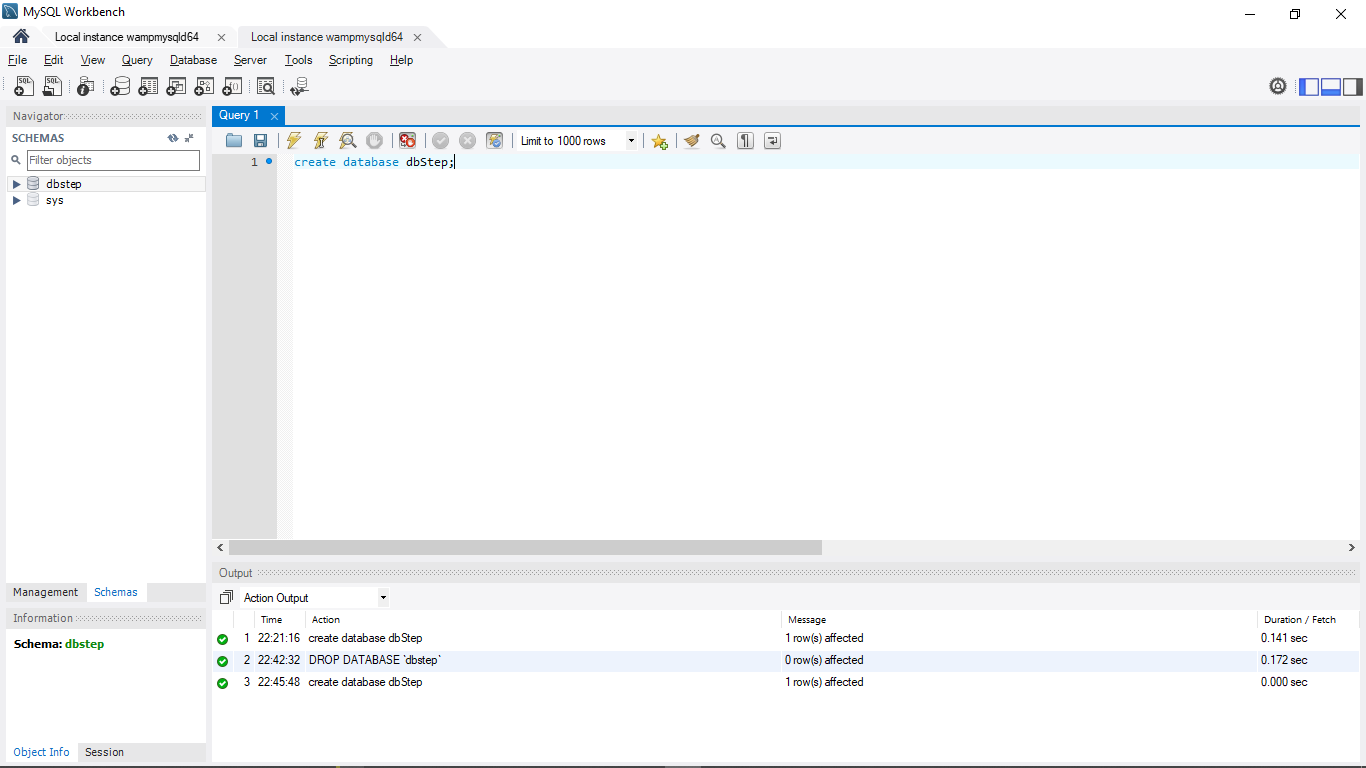 MySQL Workbench
Local instance wampmysqld64
Local instance wampmysqld64
File Edit View Query Database Server Tools Scripting Help
Navigator
SCHEMAS
Filter objects
dbstep
sys
Management Schemas
Information
Schema: dbstep
Object Info Session
Query 1
Limit to 1000 rows
1 create database dbStep;
Output
Action Output
Time Action Message Duration / Fetch
1 22:21:16 create database dbStep 1 row(s) affected 0.141 sec
2 22:42:32 DROP DATABASE `dbstep` 0 row(s) affected 0.172 sec
3 22:45:48 create database dbStep 1 row(s) affected 0.000 sec